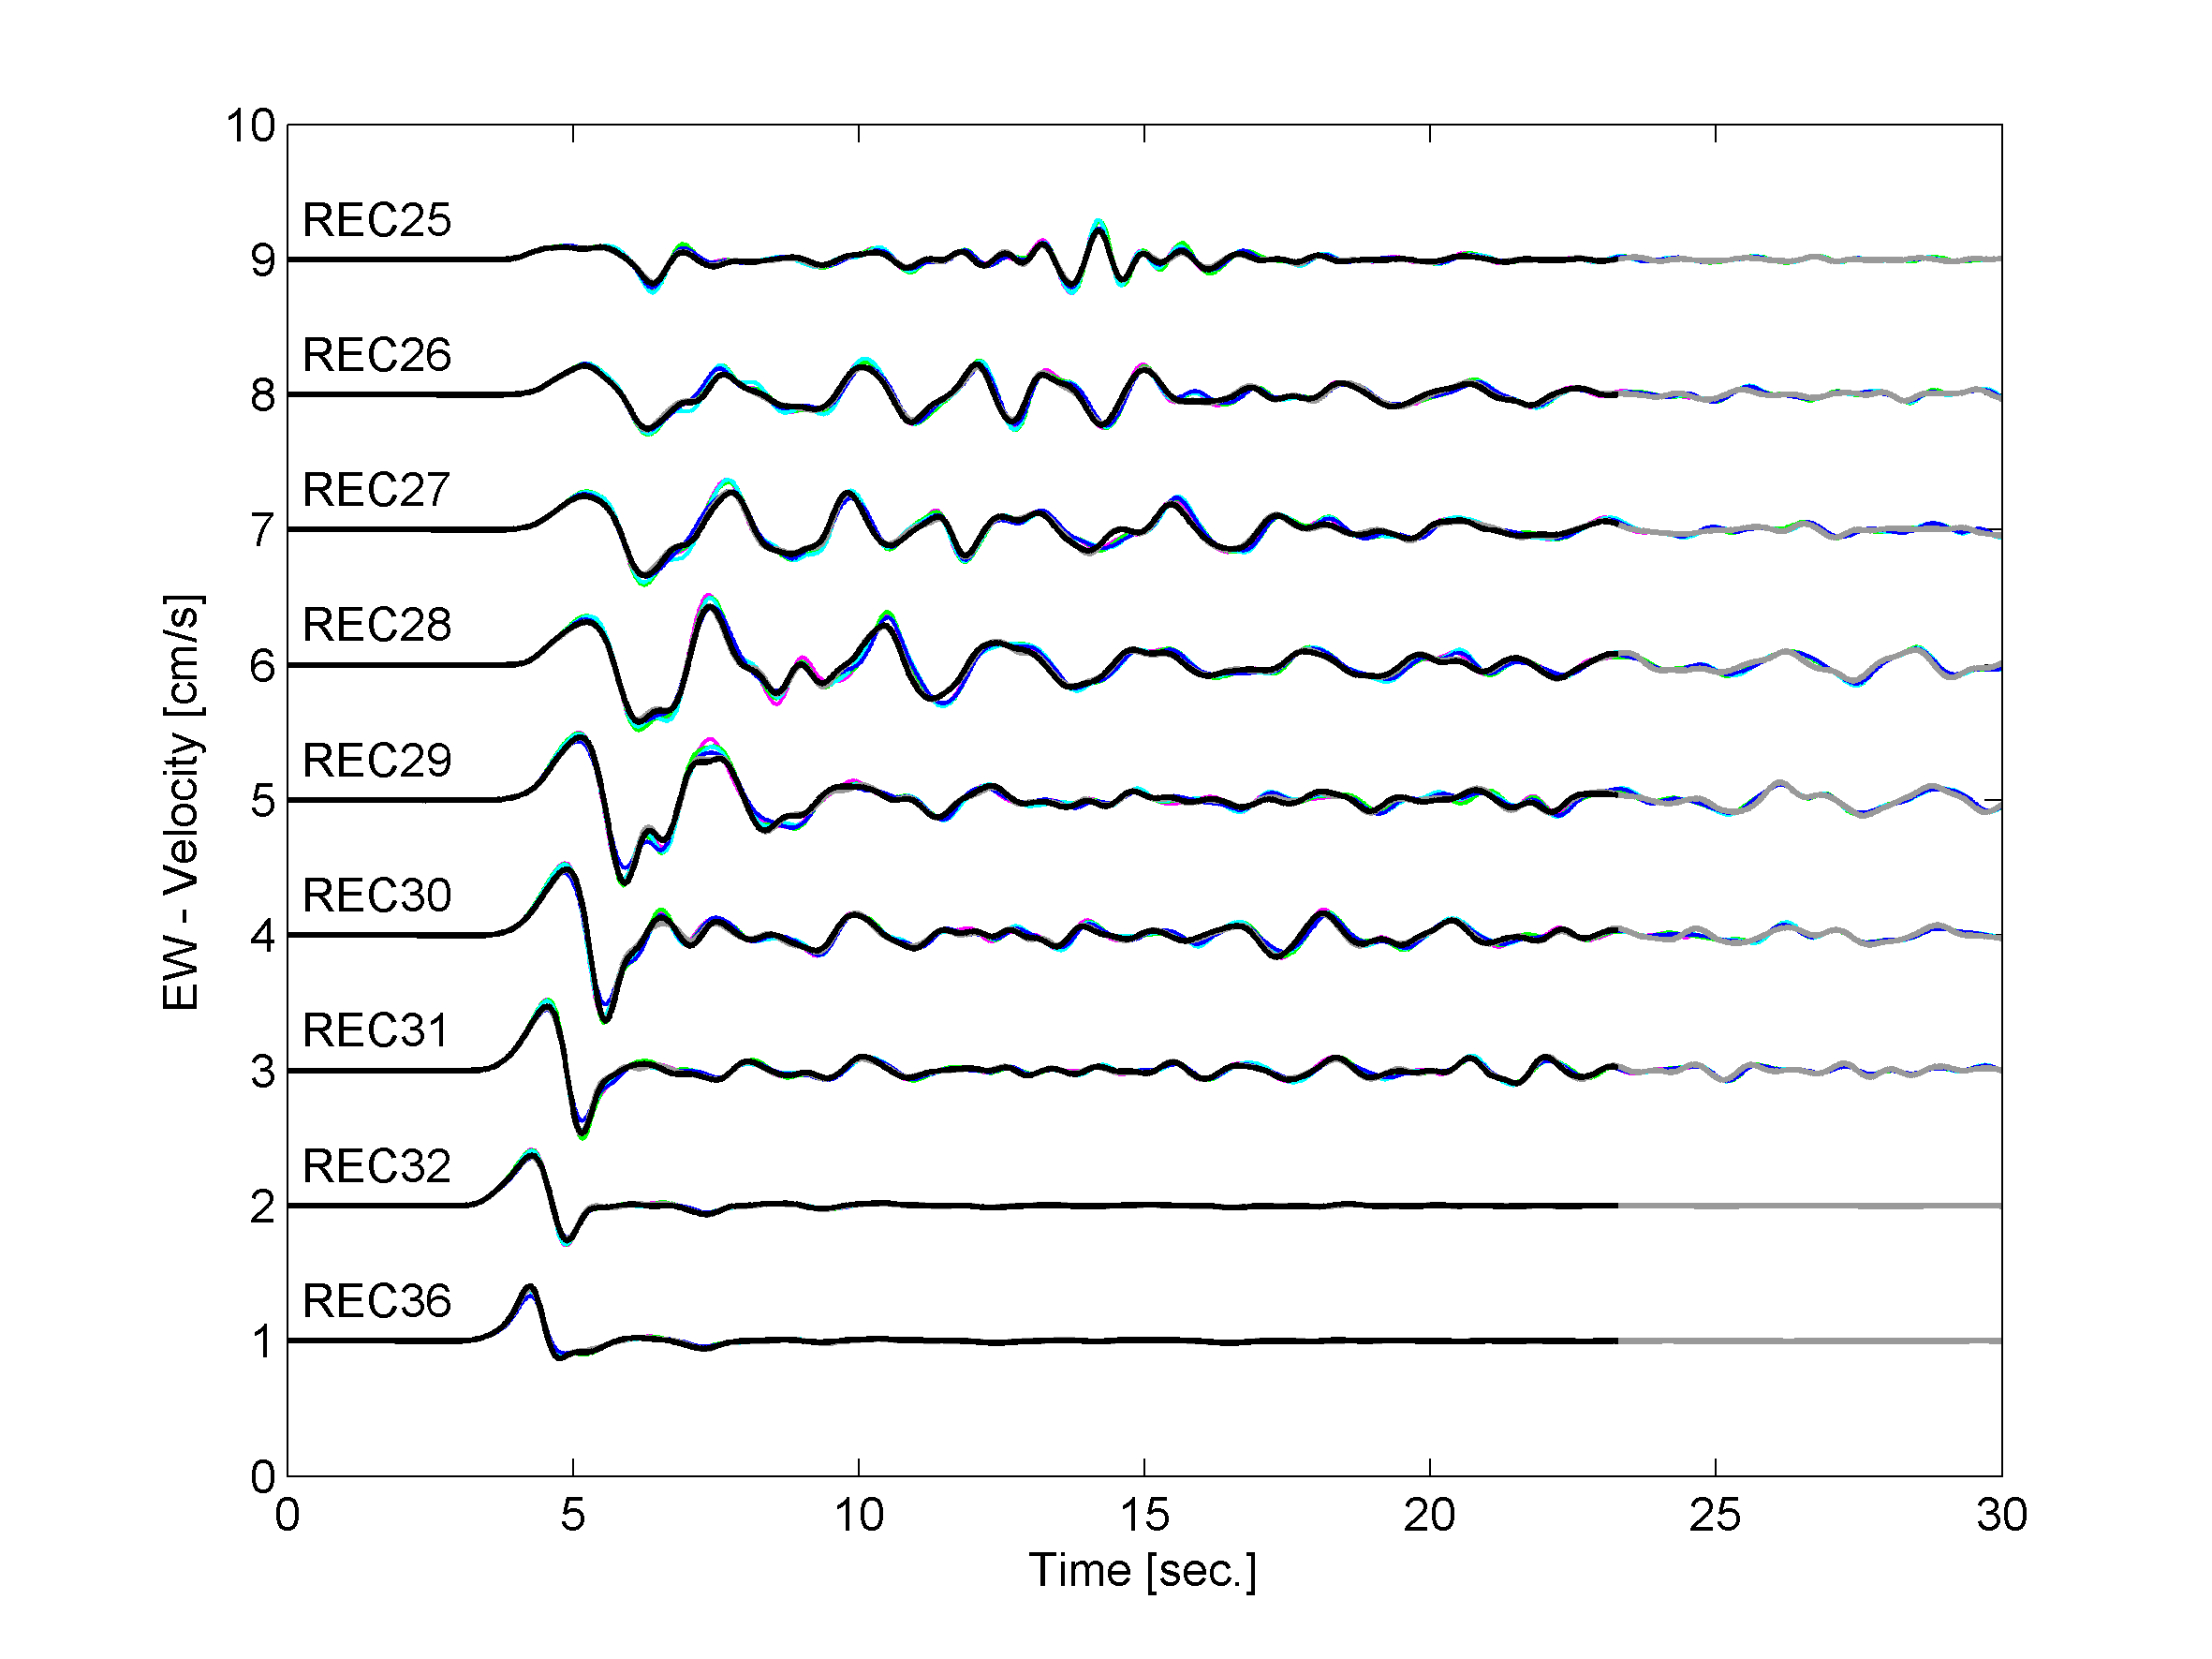 10
REC25
9
REC26
8
REC27
7
REC28
6
REC29
5
REC30
4
REC31
3
REC32
2
REC36
1
0
EW - Velocity [cm/s]
0 5 10 15 20 25 30
Time [sec.]